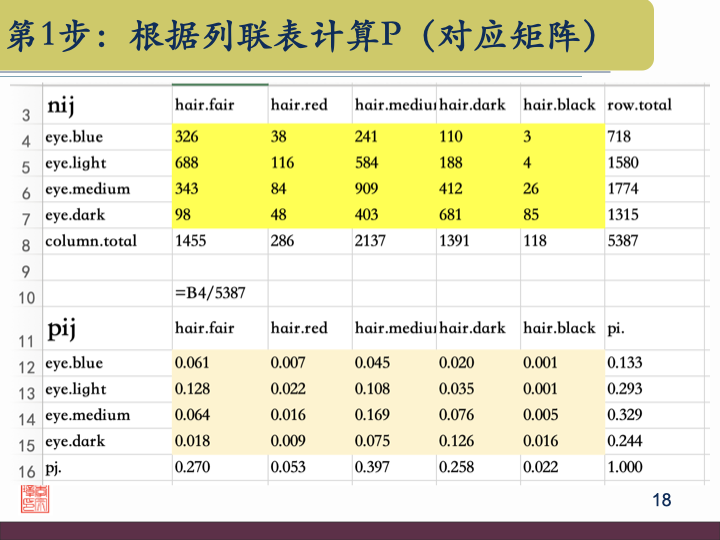 第1步：根据列联表计算P（对应矩阵）
3 nij hair.fair hair.red hair.mediu hair.dark hair.black row.total
4 eye.blue 326 38 241 110 3 718
5 eye.light 688 116 584 188 4 1580
6 eye.medium 343 84 909 412 26 1774
7 eye.dark 98 48 403 681 85 1315
8 column.total 1455 286 2137 1391 118 5387
9
10 =B4/5387
11 pij hair.fair hair.red hair.mediu hair.dark hair.black pi.
12 eye.blue 0.061 0.007 0.045 0.020 0.001 0.133
13 eye.light 0.128 0.022 0.108 0.035 0.001 0.293
14 eye.medium 0.064 0.016 0.169 0.076 0.005 0.329
15 eye.dark 0.018 0.009 0.075 0.126 0.016 0.244
16 pj. 0.270 0.053 0.397 0.258 0.022 1.000
18